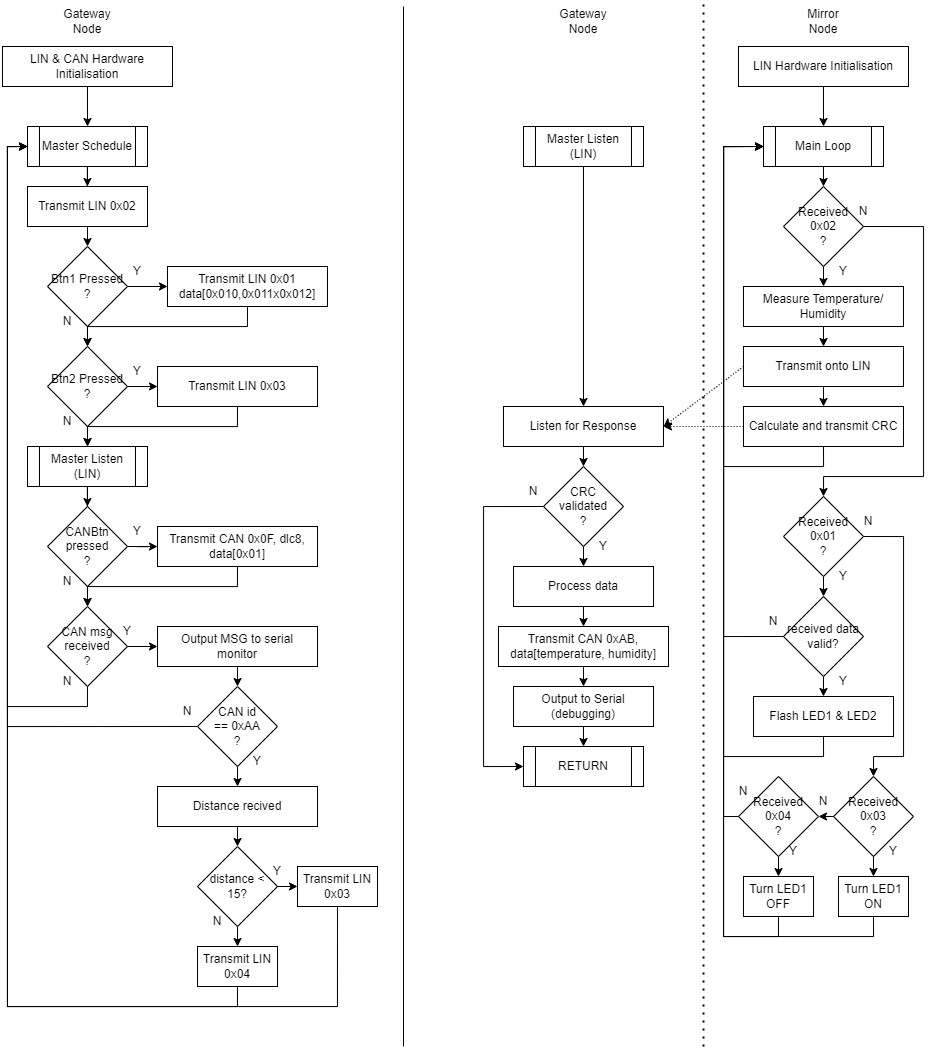 Gateway
Node
LIN & CAN Hardware
Initialisation
Master Schedule
Transmit LIN 0x02
Btn1 Pressed
?
Y
N
Transmit LIN 0x01
data[0x010,0x011x0x012]
Btn2 Pressed
?
Y
N
Transmit LIN 0x03
Master Listen
(LIN)
CANBtn
pressed
?
Y
N
Transmit CAN 0x0F, dlc8,
data[0x01]
CAN msg
received
?
Y
N
Output MSG to serial
monitor
CAN id
== 0xAA
?
N
Y
Distance recived
distance <
15?
Y
N
Transmit LIN
0x03
Transmit LIN
0x04
Gateway
Node
Master Listen
(LIN)
Listen for Response
CRC
validated
?
N
Y
Process data
Transmit CAN 0xAB,
data[temperature, humidity]
Output to Serial
(debugging)
RETURN
Mirror
Node
LIN Hardware Initialisation
Main Loop
Received
0x02
?
N
Y
Measure Temperature/
Humidity
Transmit onto LIN
Calculate and transmit CRC
Received
0x01
?
N
Y
received data
valid?
N
Y
Flash LED1 & LED2
Received
0x03
?
N
Y
Received
0x04
?
N
Y
Turn LED1
OFF
Turn LED1
ON